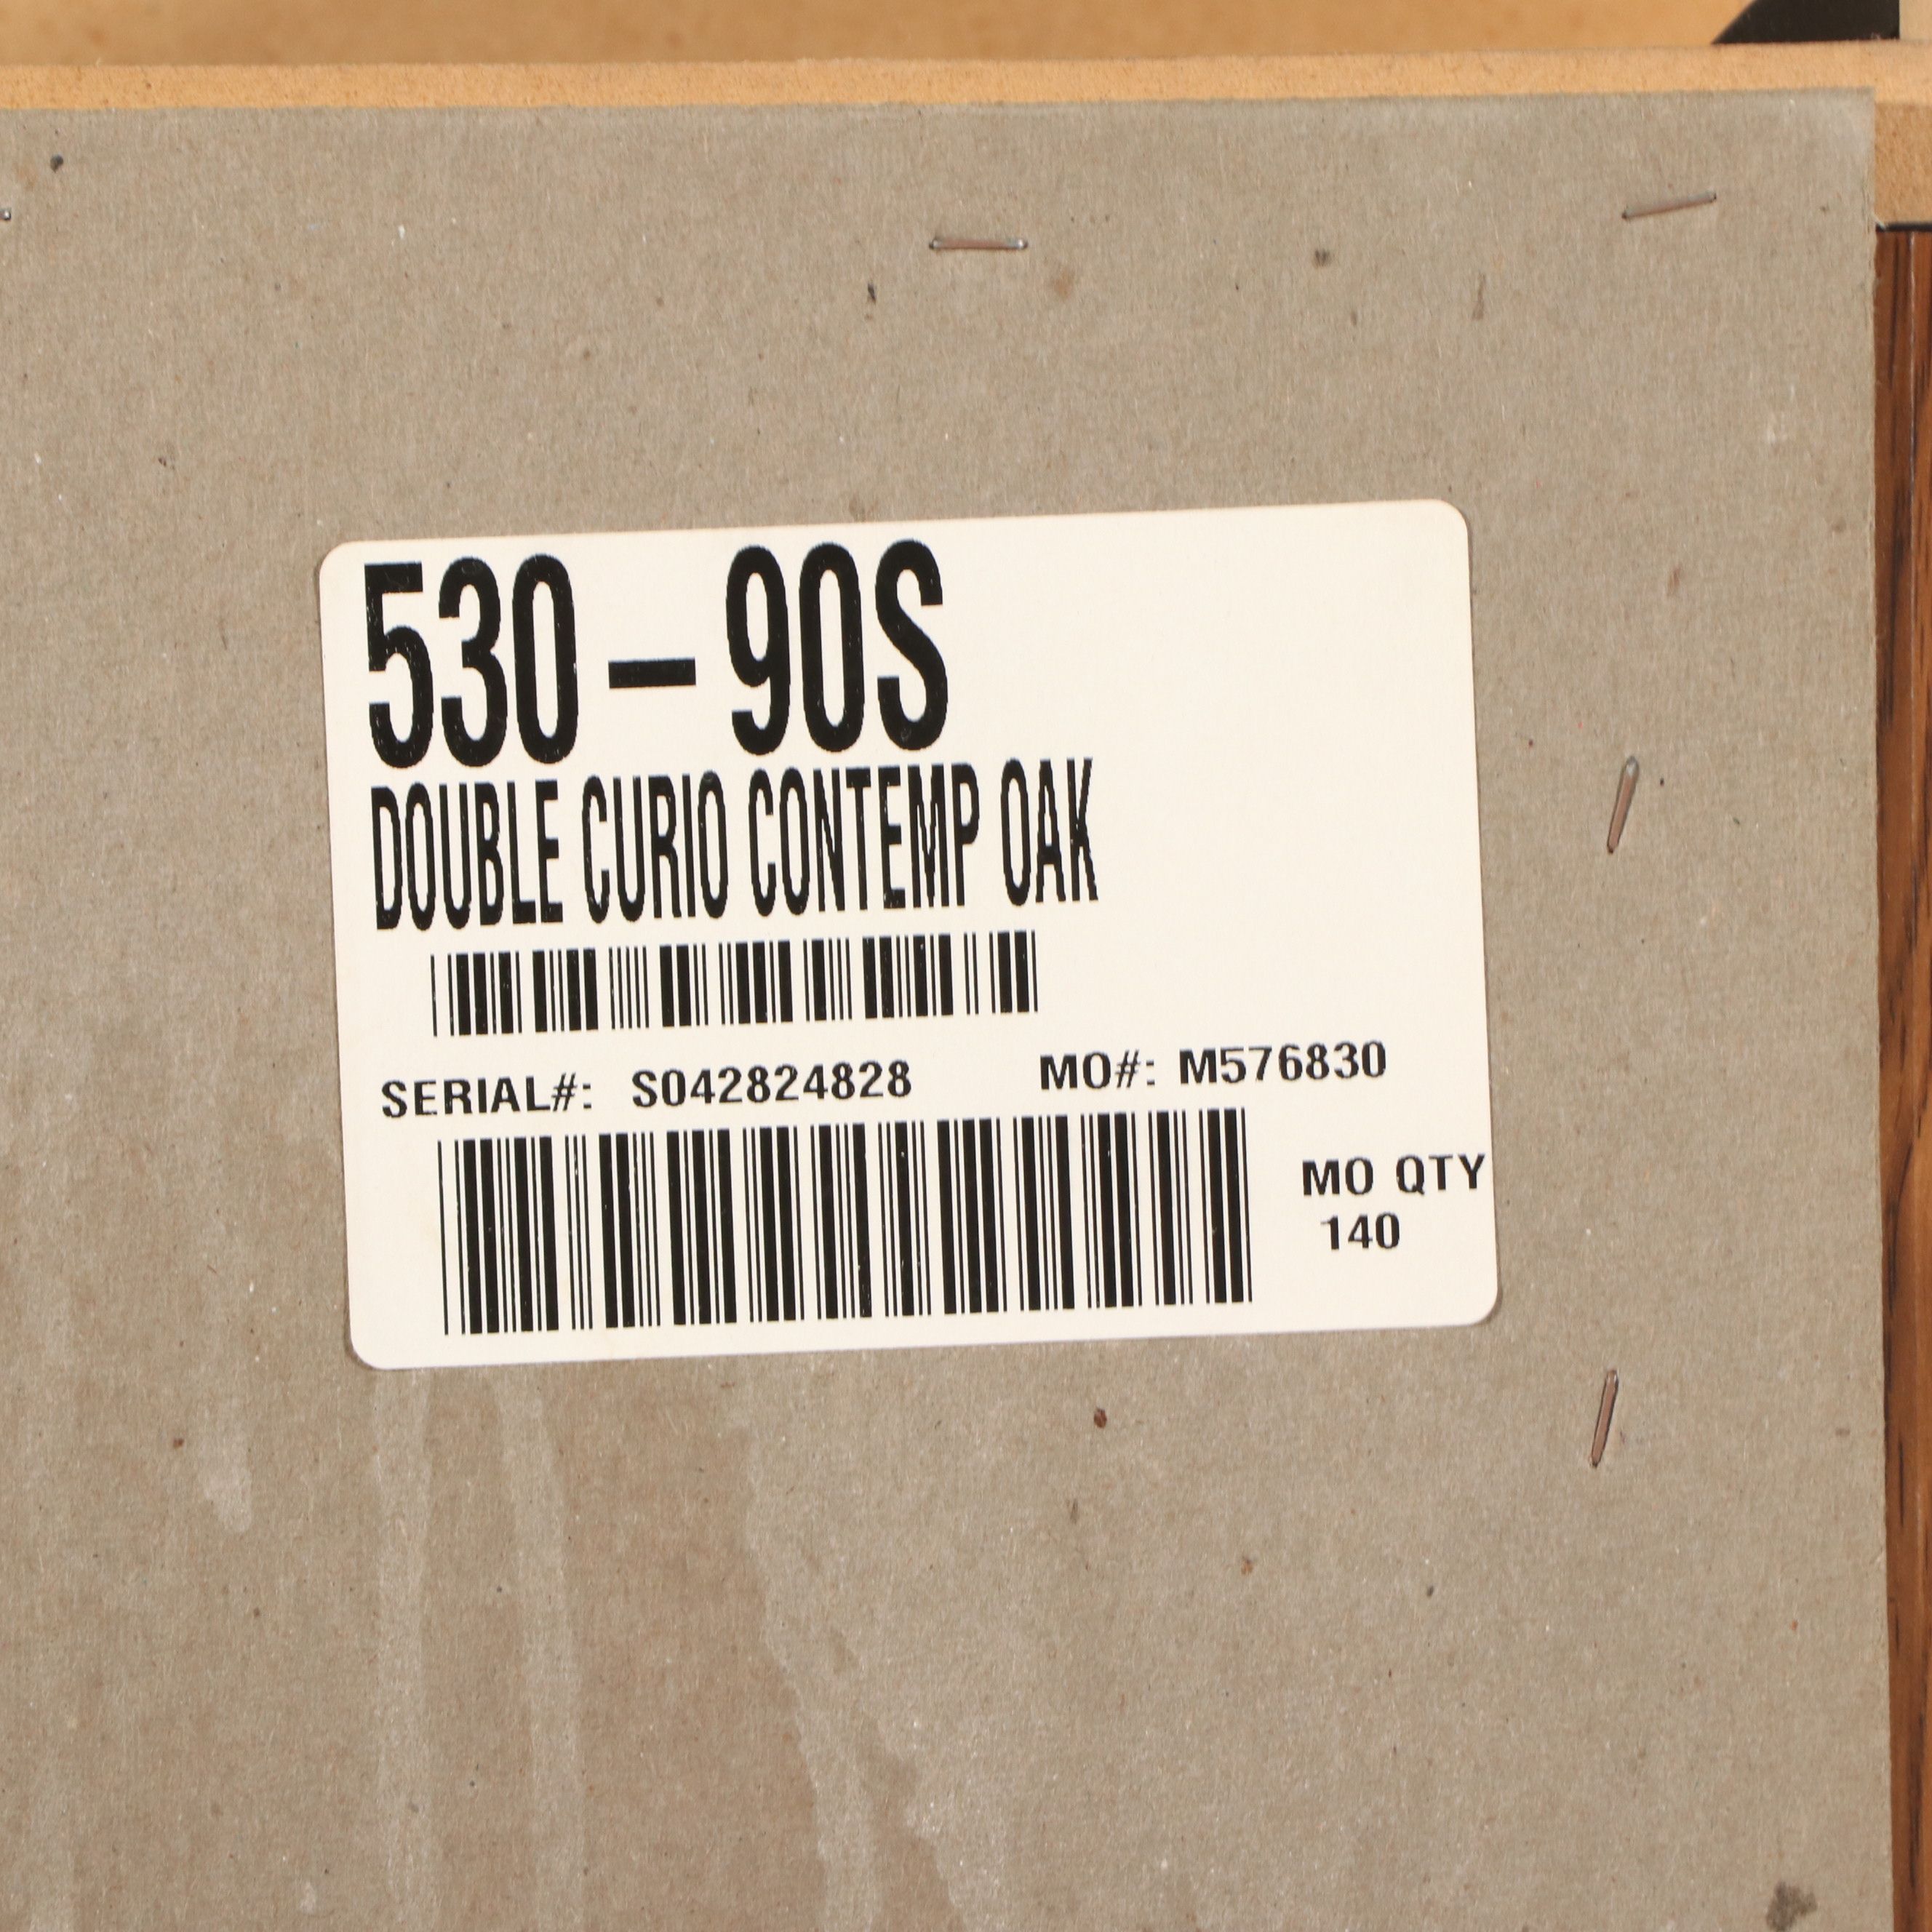 530-90S
DOUBLE CURIO CONTEMP OAK
SERIAL#: S042824828 MO#: M576830
MO QTY
140